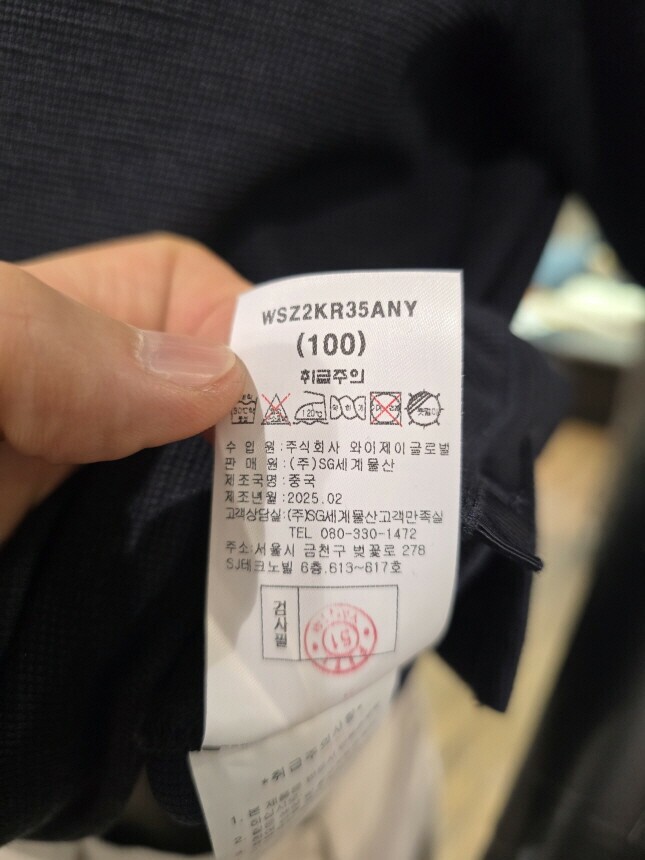 WSZ2KR35ANY
(100)
취급주의
120℃
수 입 원:주식회사 와이제이글로벌
판 매 원:(주)SG세계물산
제조국명:중국
제조년월:2025.02
고객상담실:(주)SG세계물산고객만족실
TEL 080-330-1472
주소:서울시 금천구 벚꽃로 278
SJ테크노빌 6층.613~617호
검사필
51